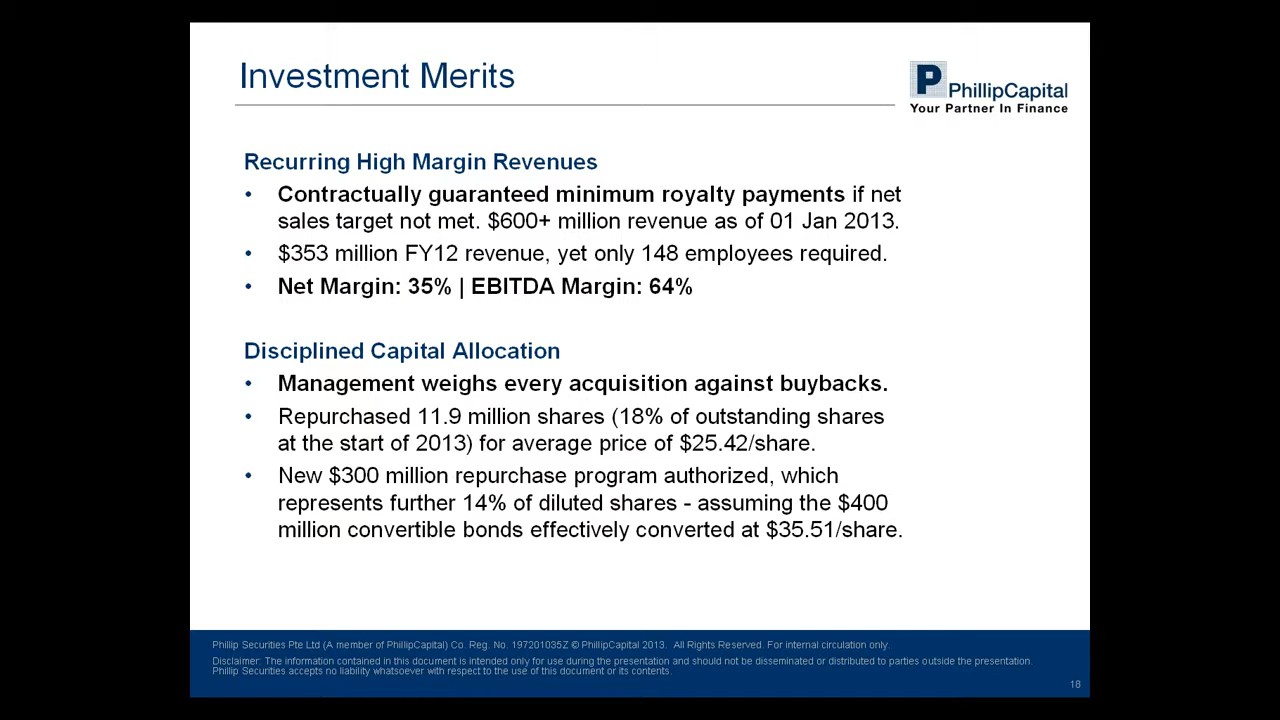 Investment Merits
P PhillipCapital
Your Partner In Finance
Recurring High Margin Revenues
• Contractually guaranteed minimum royalty payments if net
sales target not met. $600+ million revenue as of 01 Jan 2013.
• $353 million FY12 revenue, yet only 148 employees required.
• Net Margin: 35% | EBITDA Margin: 64%
Disciplined Capital Allocation
• Management weighs every acquisition against buybacks.
• Repurchased 11.9 million shares (18% of outstanding shares
at the start of 2013) for average price of $25.42/share.
• New $300 million repurchase program authorized, which
represents further 14% of diluted shares - assuming the $400
million convertible bonds effectively converted at $35.51/share.
Phillip Securities Pte Ltd (A member of PhillipCapital) Co. Reg. No. 197201035Z © PhillipCapital 2013. All Rights Reserved. For internal circulation only.
Disclaimer: The information contained in this document is intended only for use during the presentation and should not be disseminated or distributed to parties outside the presentation.
Phillip Securities accepts no liability whatsoever with respect to the use of this document or its contents.
18